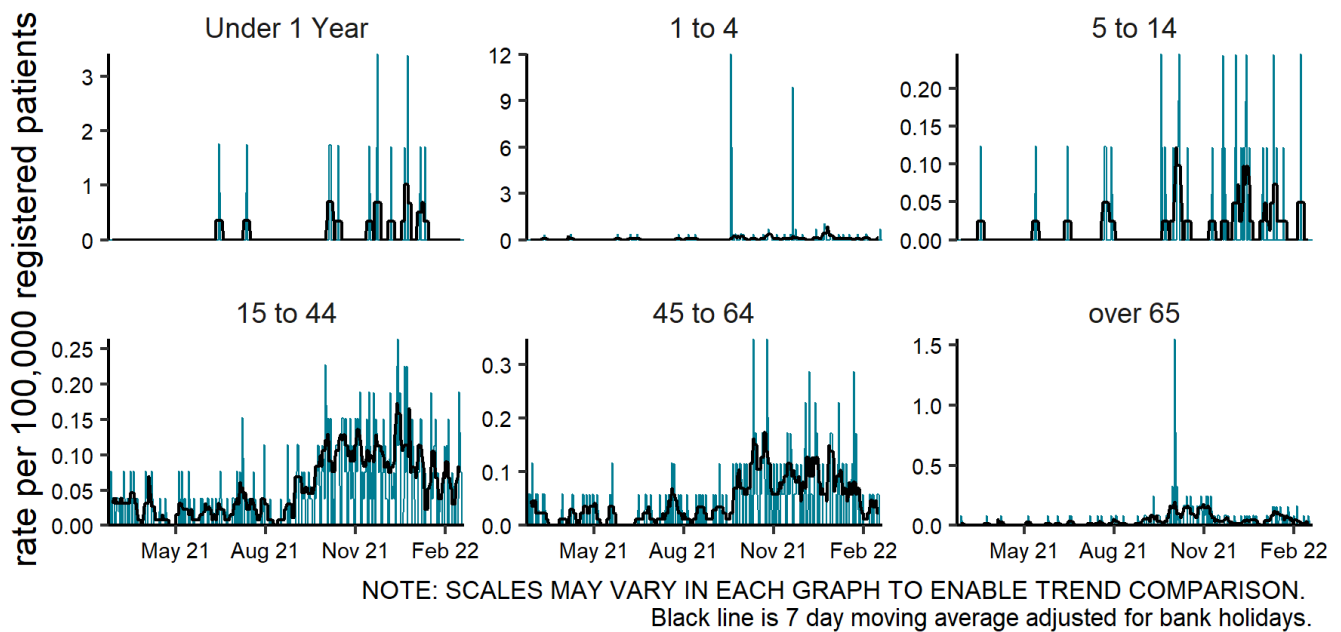 rate per 100,000 registered patients
Under 1 Year
3
2
1
0
1 to 4
12
9
6
3
0
5 to 14
0.20
0.15
0.10
0.05
0.00
15 to 44
0.25
0.20
0.15
0.10
0.05
0.00
May 21 Aug 21 Nov 21 Feb 22
45 to 64
0.3
0.2
0.1
0.0
May 21 Aug 21 Nov 21 Feb 22
over 65
1.5
1.0
0.5
0.0
May 21 Aug 21 Nov 21 Feb 22
NOTE: SCALES MAY VARY IN EACH GRAPH TO ENABLE TREND COMPARISON.
Black line is 7 day moving average adjusted for bank holidays.